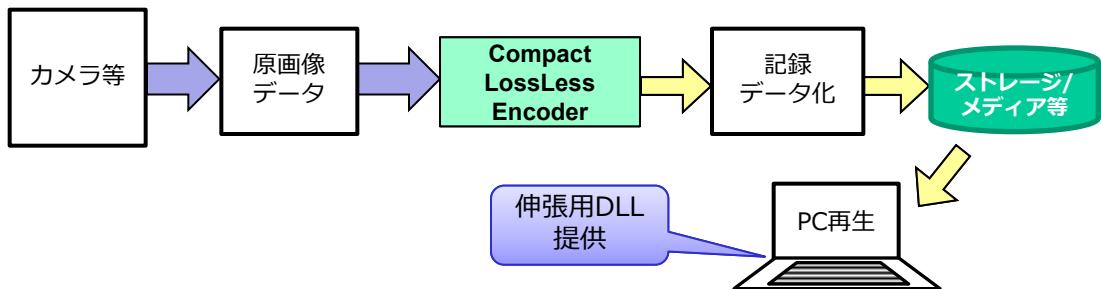 カメラ等
原画像
データ
Compact
LossLess
Encoder
記録
データ化
ストレージ/
メディア等
伸張用DLL
提供
PC再生